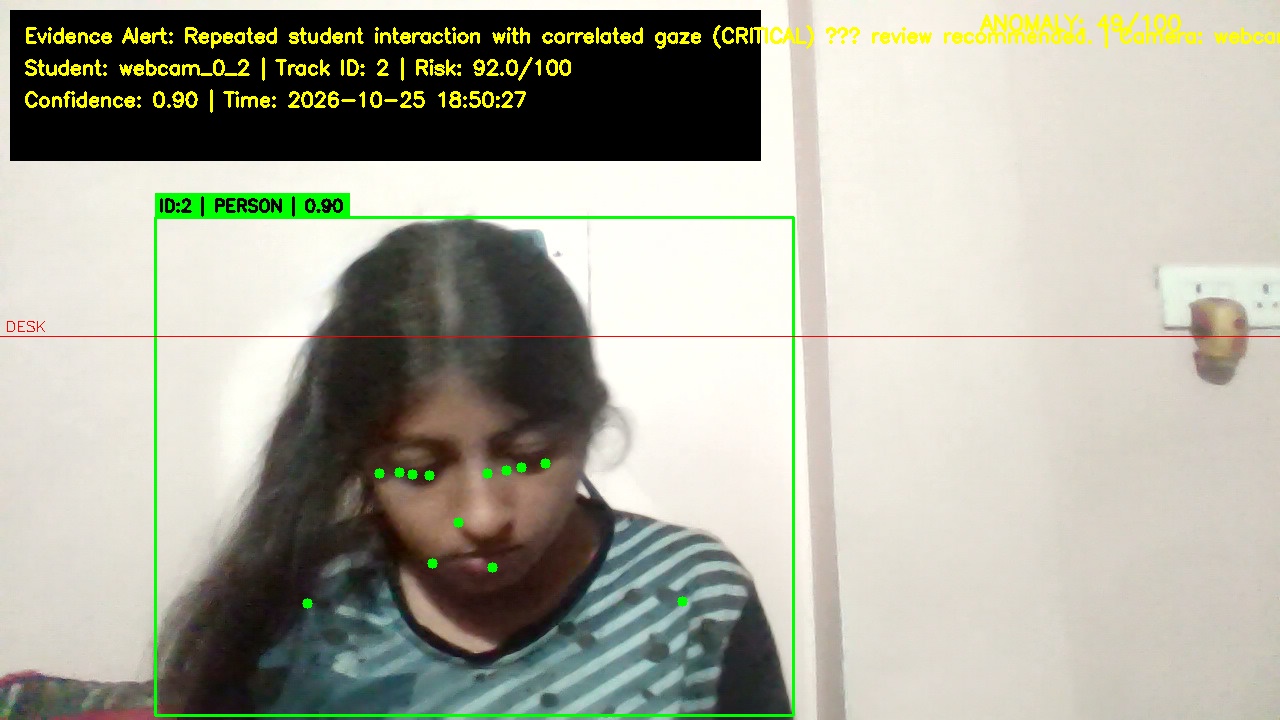 Evidence Alert: Repeated student interaction with correlated gaze (CRITICAL) ??? review recommended. | Camera: webca
ANOMALY: 49/100
Student: webcam_0_2 | Track ID: 2 | Risk: 92.0/100
Confidence: 0.90 | Time: 2026-10-25 18:50:27
ID:2 | PERSON | 0.90
DESK